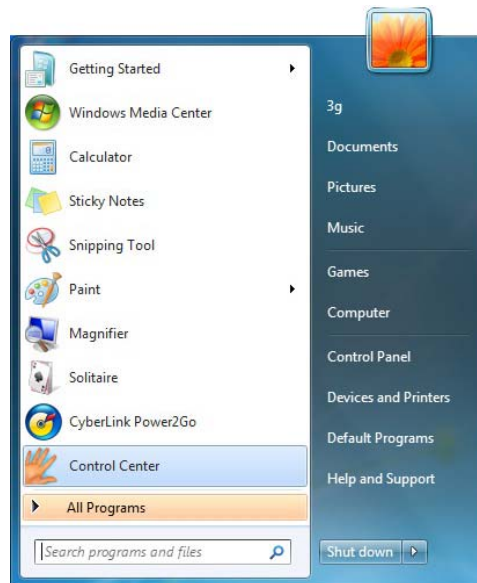 Getting Started
Windows Media Center
Calculator
Sticky Notes
Snipping Tool
Paint
Magnifier
Solitaire
CyberLink Power2Go
Control Center
All Programs
Search programs and files
3g
Documents
Pictures
Music
Games
Computer
Control Panel
Devices and Printers
Default Programs
Help and Support
Shut down